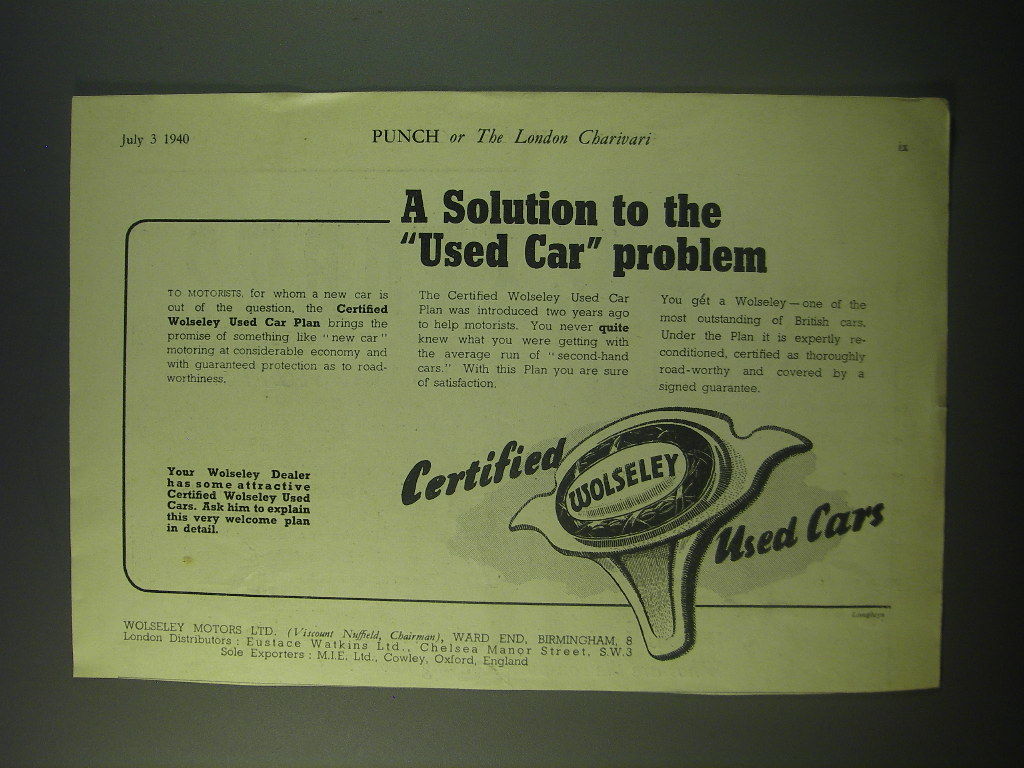 July 3 1940
PUNCH or The London Charivari
ix
A Solution to the
"Used Car" problem
TO MOTORISTS, for whom a new car is
out of the question, the Certified
Wolseley Used Car Plan brings the
promise of something like "new car"
motoring at considerable economy and
with guaranteed protection as to road-
worthiness.
The Certified Wolseley Used Car
Plan was introduced two years ago
to help motorists. You never quite
knew what you were getting with
the average run of "second-hand
cars." With this Plan you are sure
of satisfaction.
You get a Wolseley—one of the
most outstanding of British cars.
Under the Plan it is expertly re-
conditioned, certified as thoroughly
road-worthy and covered by a
signed guarantee.
Your Wolseley Dealer
has some attractive
Certified Wolseley Used
Cars. Ask him to explain
this very welcome plan
in detail.
Certified
WOLSELEY
Used Cars
WOLSELEY MOTORS LTD. (Viscount Nuffield, Chairman), WARD END, BIRMINGHAM, 8
London Distributors: Eustace Watkins Ltd., Chelsea Manor Street, S.W.3
Sole Exporters: M.I.E. Ltd., Cowley, Oxford, England